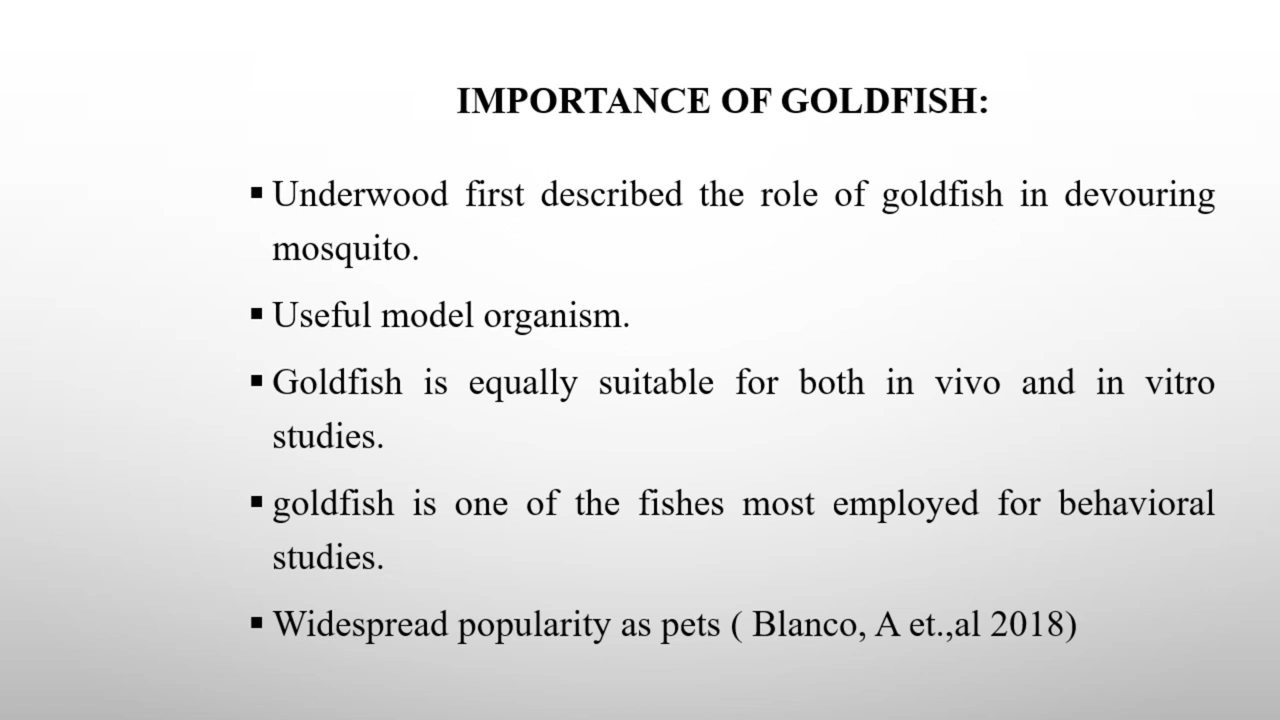 IMPORTANCE OF GOLDFISH:
▪ Underwood first described the role of goldfish in devouring
mosquito.
▪ Useful model organism.
▪ Goldfish is equally suitable for both in vivo and in vitro
studies.
▪ goldfish is one of the fishes most employed for behavioral
studies.
▪ Widespread popularity as pets ( Blanco, A et.,al 2018)